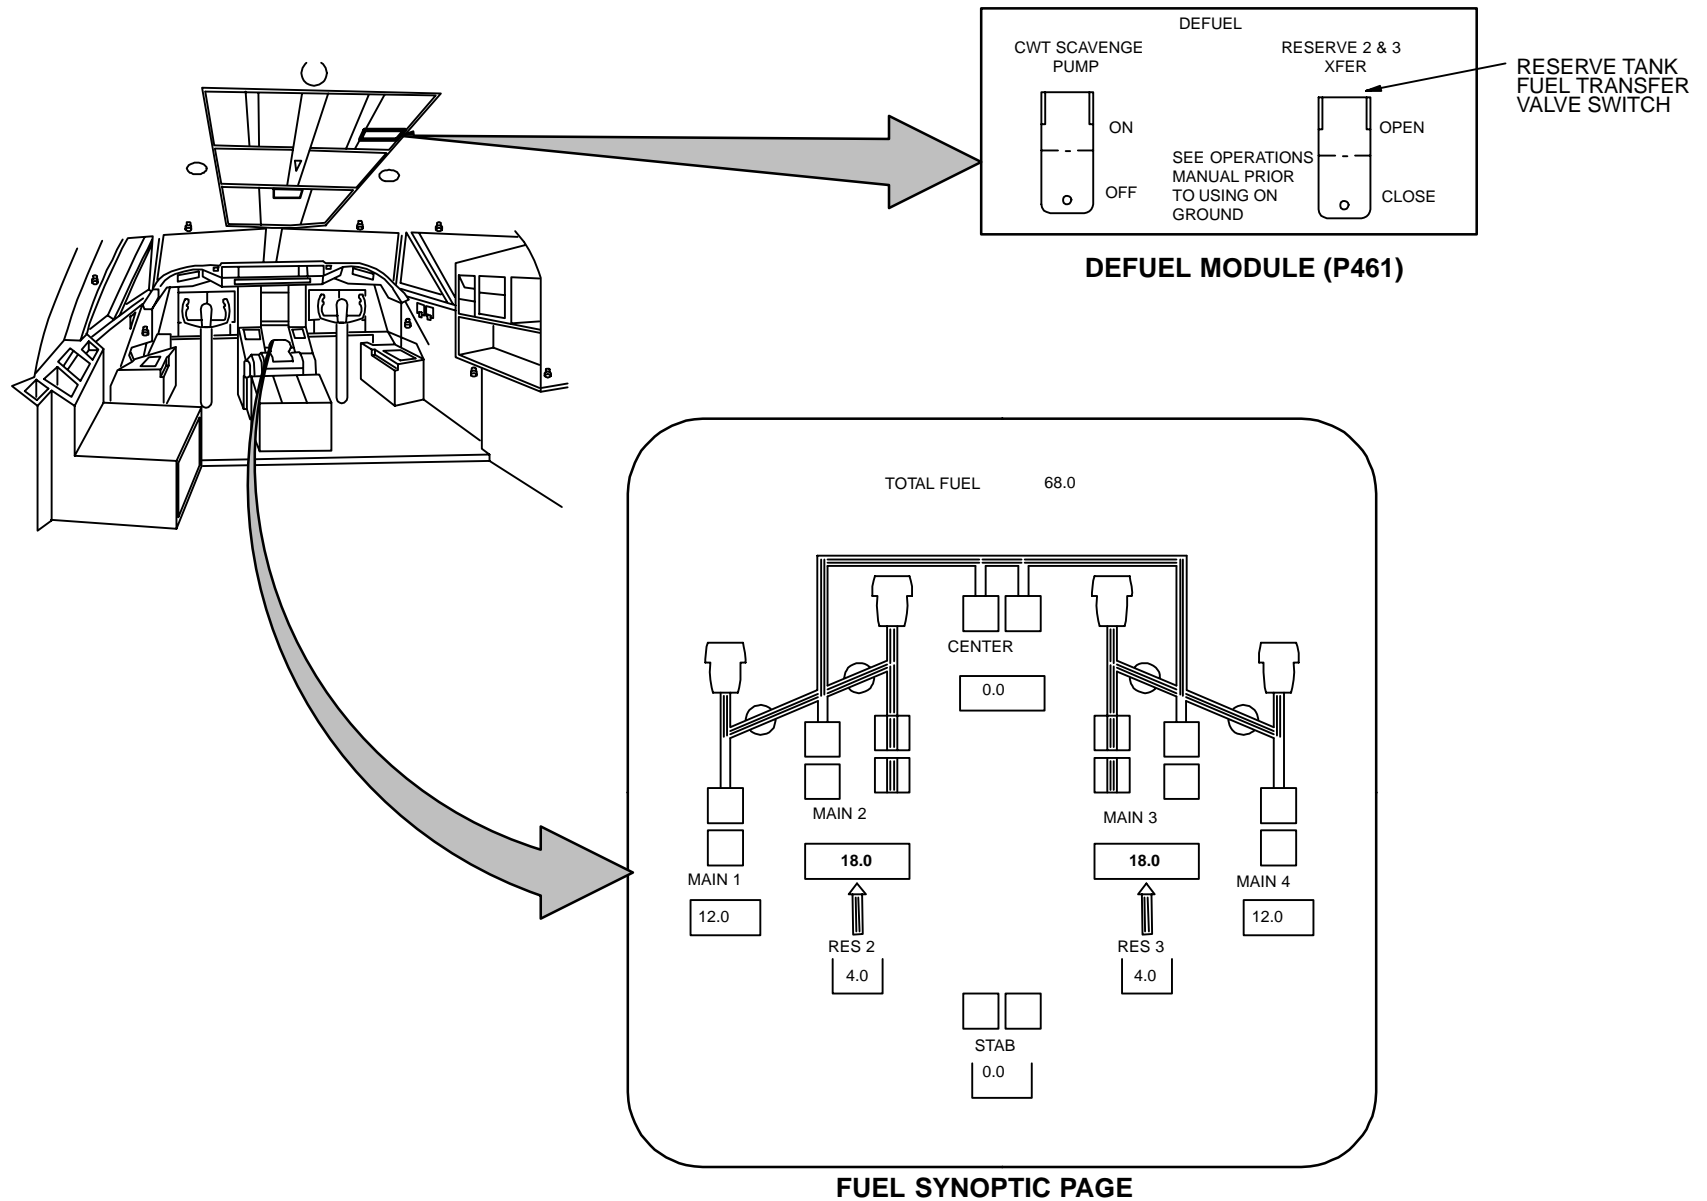 DEFUEL
CWT SCAVENGE
PUMP
RESERVE 2 & 3
XFER
RESERVE TANK
FUEL TRANSFER
VALVE SWITCH
ON
OPEN
SEE OPERATIONS
MANUAL PRIOR
TO USING ON
GROUND
OFF
CLOSE
DEFUEL MODULE (P461)
TOTAL FUEL 68.0
CENTER
0.0
MAIN 2
MAIN 3
18.0
18.0
MAIN 1
MAIN 4
12.0
12.0
RES 2
RES 3
4.0
4.0
STAB
0.0
FUEL SYNOPTIC PAGE